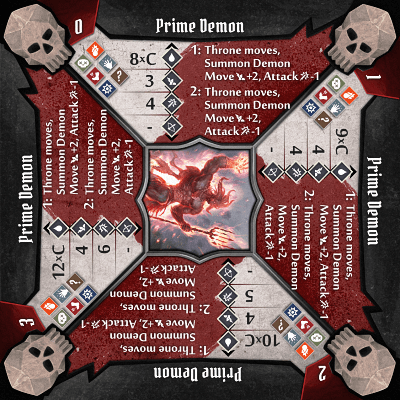 0
Prime Demon
8xC
3
4
-
1: Throne moves,
Summon Demon
Move +2, Attack -1
2: Throne moves,
Summon Demon
Move +2,
Attack -1
?
1
Prime Demon
9xC
4
4
-
1: Throne moves,
Summon Demon
Move +2, Attack -1
2: Throne moves,
Summon Demon
Move +2,
Attack -1
?
2
Prime Demon
10xC
4
5
-
1: Throne moves,
Summon Demon
Move +2, Attack -1
2: Throne moves,
Summon Demon
Move +2,
Attack -1
?
3
Prime Demon
12xC
4
6
-
1: Throne moves,
Summon Demon
Move +2, Attack -1
2: Throne moves,
Summon Demon
Move +2,
Attack -1
?